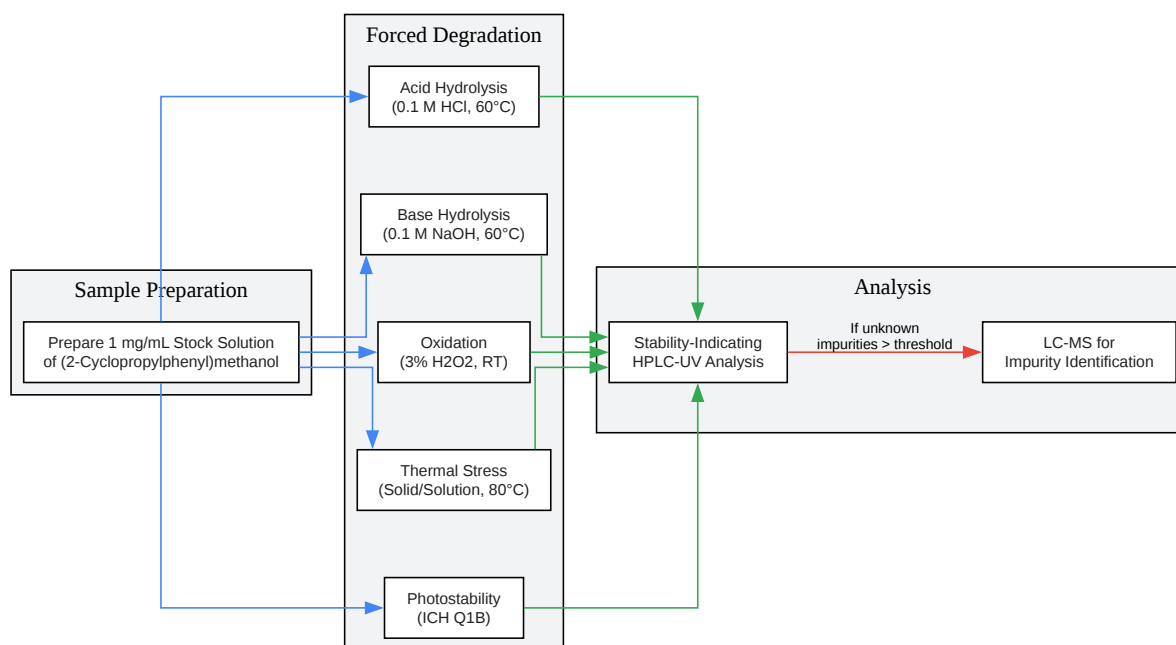 Forced Degradation
Acid Hydrolysis
(0.1 M HCl, 60°C)
Base Hydrolysis
(0.1 M NaOH, 60°C)
Sample Preparation
Analysis
Prepare 1 mg/mL Stock Solution
of (2-Cyclopropylphenyl)methanol
Oxidation
(3% H2O2, RT)
Stability-Indicating
HPLC-UV Analysis
If unknown
impurities > threshold
LC-MS for
Impurity Identification
Thermal Stress
(Solid/Solution, 80°C)
Photostability
(ICH Q1B)